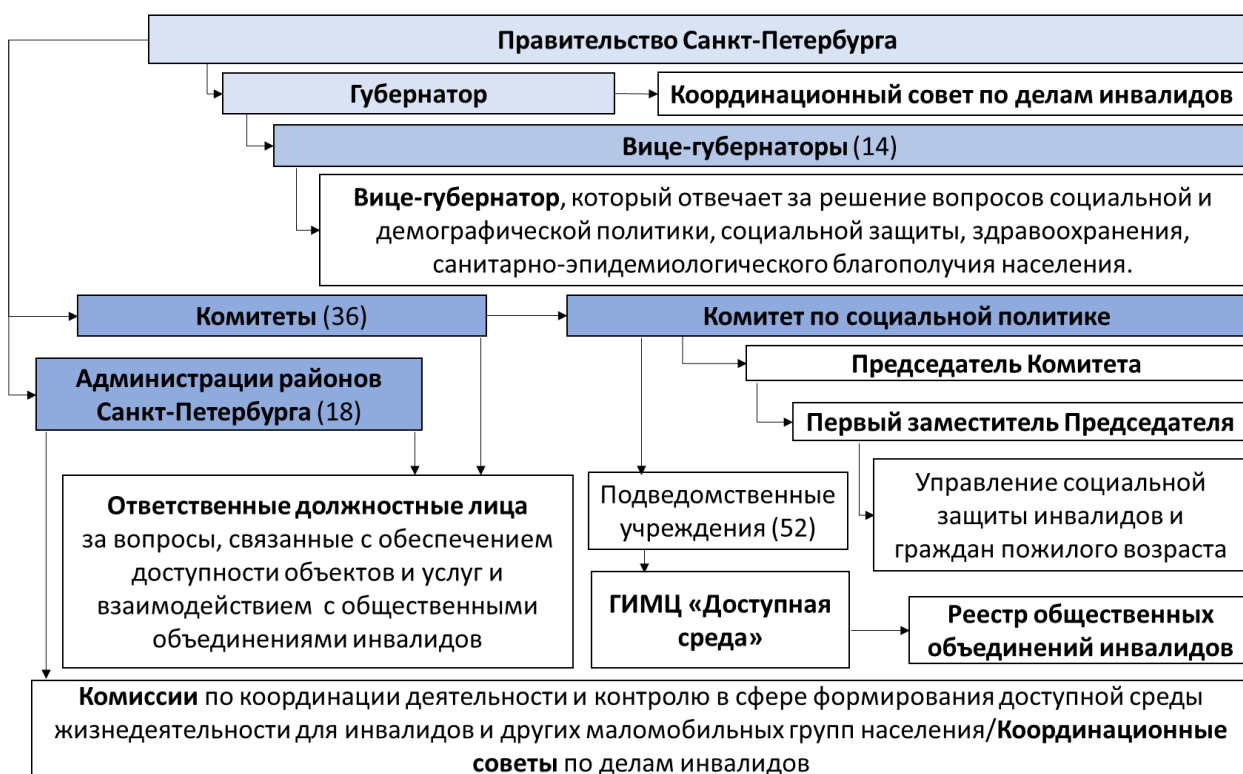 Правительство Санкт-Петербурга
Губернатор
Координационный совет по делам инвалидов
Вице-губернаторы (14)
Вице-губернатор, который отвечает за решение вопросов социальной и
демографической политики, социальной защиты, здравоохранения,
санитарно-эпидемиологического благополучия населения.
Комитеты (36)
Комитет по социальной политике
Председатель Комитета
Администрации районов
Санкт-Петербурга (18)
Первый заместитель Председателя
Управление социальной
защиты инвалидов и
граждан пожилого возраста
Ответственные должностные лица
за вопросы, связанные с обеспечением
доступности объектов и услуг и
взаимодействием с общественными
объединениями инвалидов
Подведомственные
учреждения (52)
ГИМЦ «Доступная
среда»
Реестр общественных
объединений инвалидов
Комиссии по координации деятельности и контролю в сфере формирования доступной среды
жизнедеятельности для инвалидов и других маломобильных групп населения/Координационные
советы по делам инвалидов